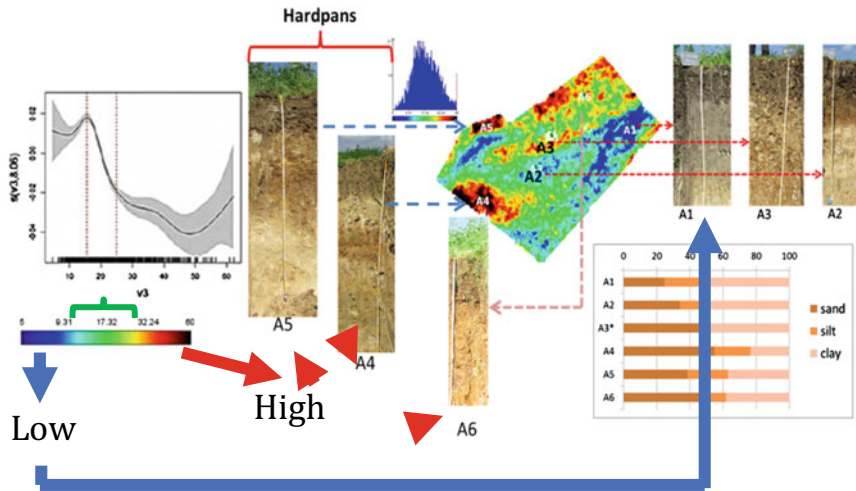 Hardpans
s(v3,8.06)
0.02
0.00
-0.02
-0.04
10 20 30 40 50 60
v3
5 9.31 17.32 32.24 60
Low
High
A5
A4
A6
A5
A6
A3
A1
A2
A4
A1
A3
A2
0 20 40 60 80 100
A1
A2
A3*
A4
A5
A6
sand
silt
clay